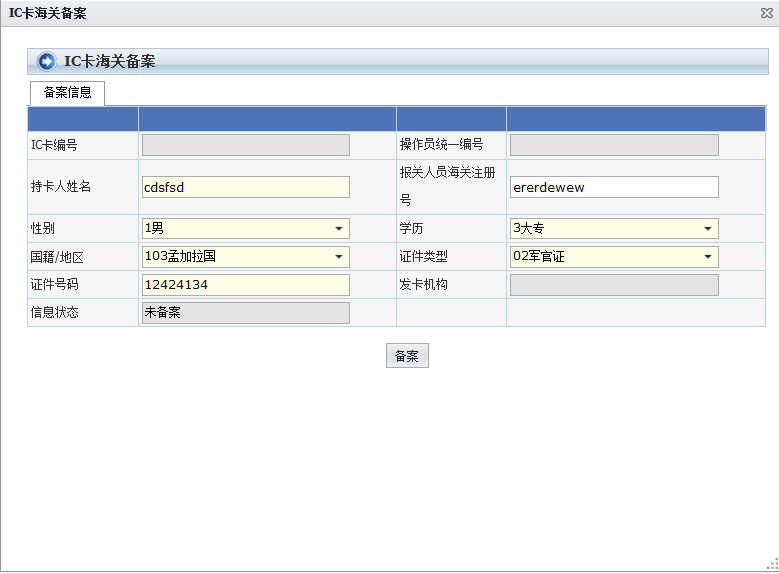 IC卡海关备案
IC卡海关备案
备案信息
IC卡编号
操作员统一编号
持卡人姓名 cdsfsd
报关人员海关注册号 ererdewew
性别 1男
学历 3大专
国籍/地区 103孟加拉国
证件类型 02军官证
证件号码 12424134
发卡机构
信息状态 未备案
备案